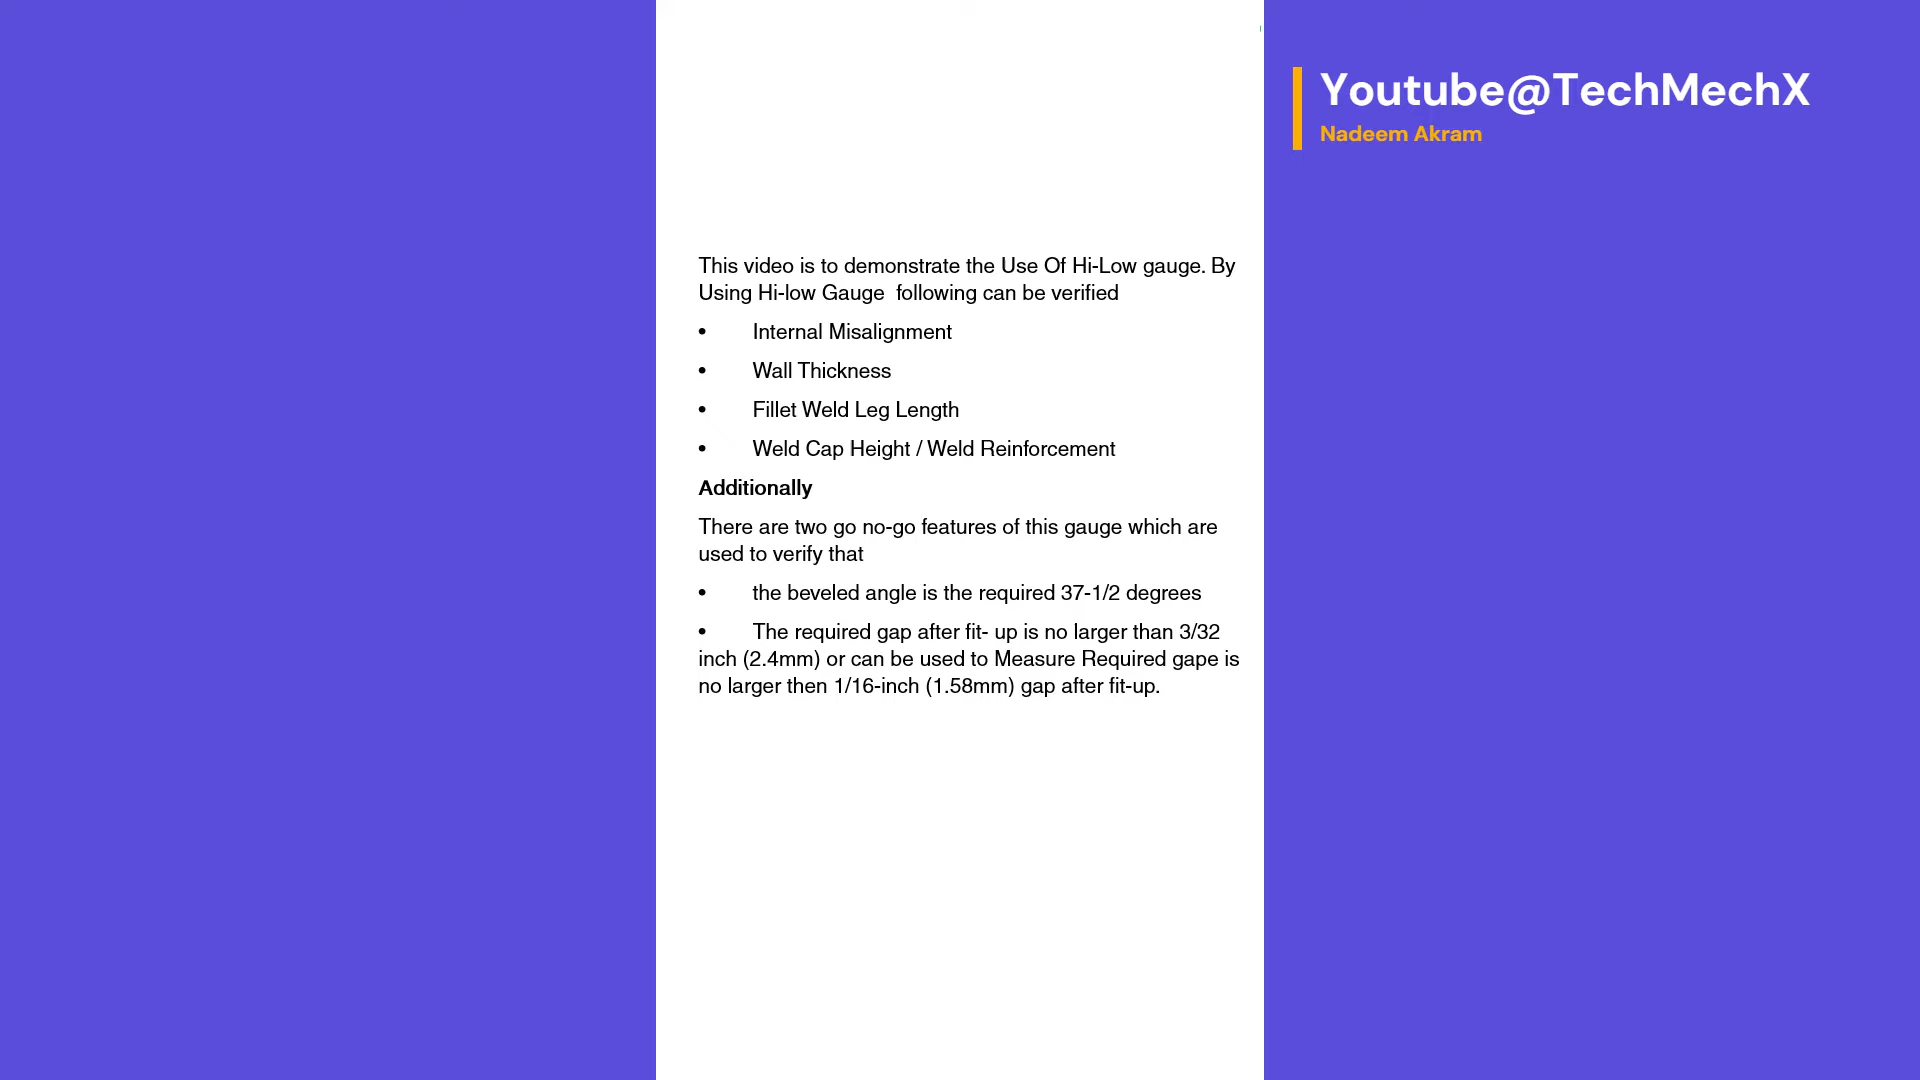 Youtube@TechMechX
Nadeem Akram
This video is to demonstrate the Use Of Hi-Low gauge. By
Using Hi-low Gauge  following can be verified
• Internal Misalignment
• Wall Thickness
• Fillet Weld Leg Length
• Weld Cap Height / Weld Reinforcement
Additionally
There are two go no-go features of this gauge which are
used to verify that
• the beveled angle is the required 37-1/2 degrees
• The required gap after fit- up is no larger than 3/32
inch (2.4mm) or can be used to Measure Required gape is
no larger then 1/16-inch (1.58mm) gap after fit-up.